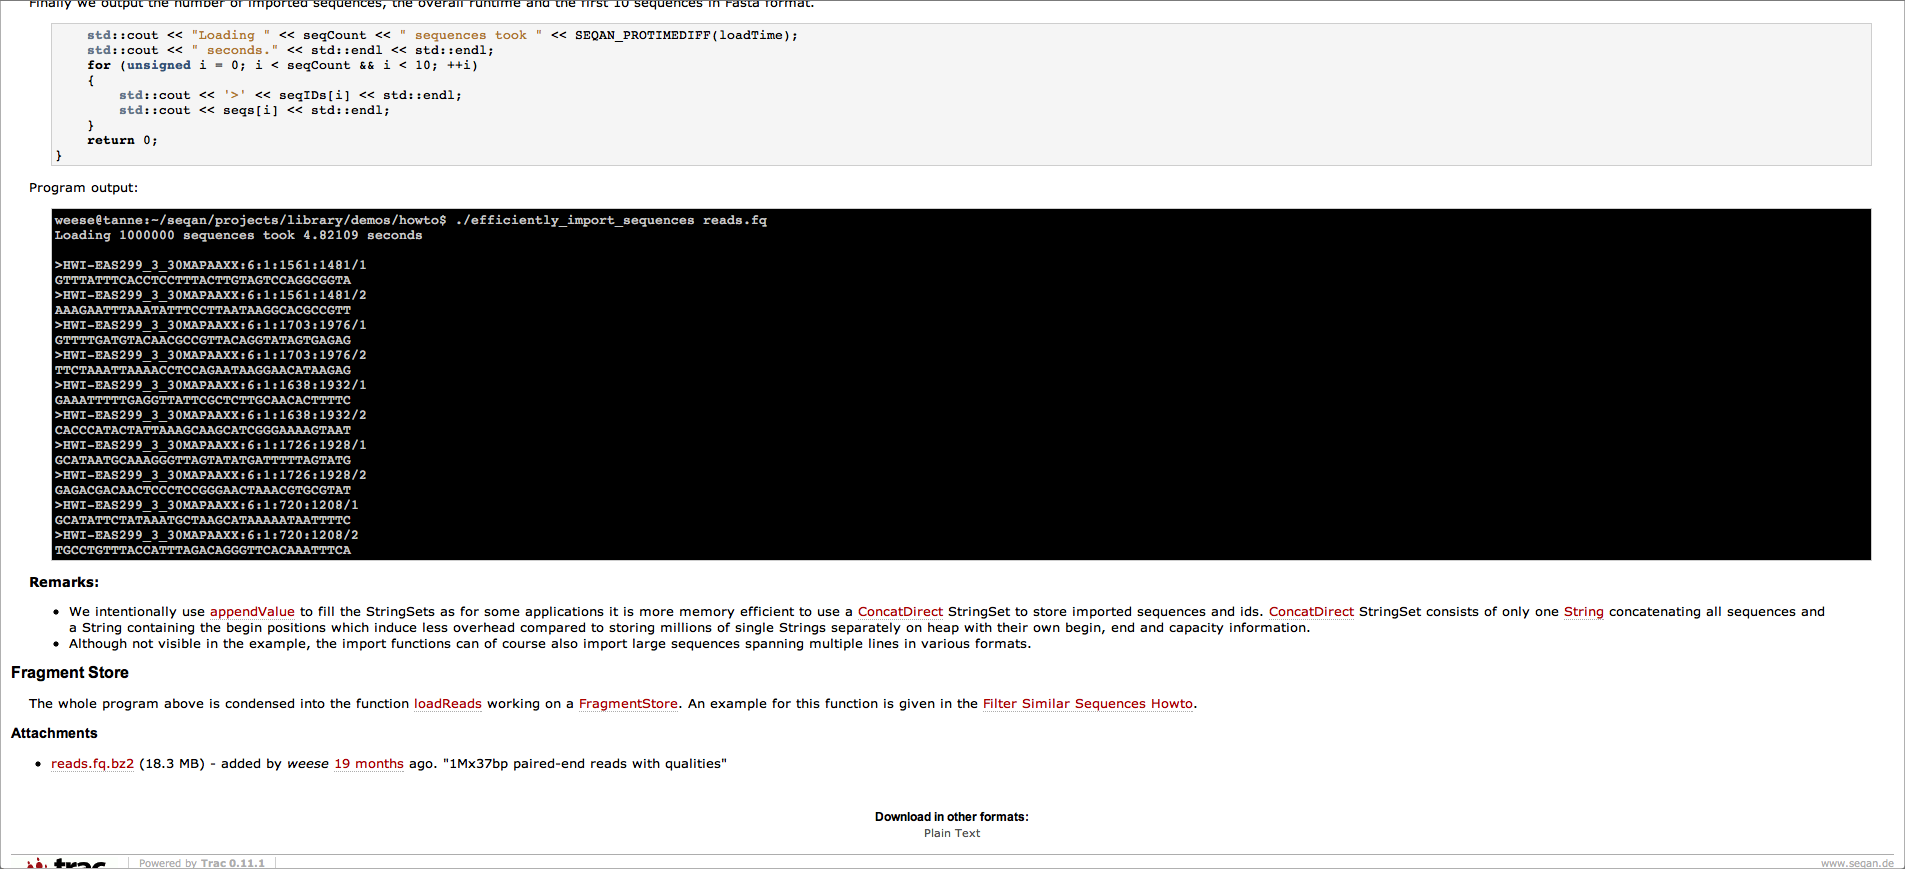 Finally we output the number of imported sequences, the overall runtime and the first 10 sequences in Fasta format.
    std::cout << "Loading " << seqCount << " sequences took " << SEQAN_PROTIMEDIFF(loadTime);
    std::cout << " seconds." << std::endl << std::endl;
    for (unsigned i = 0; i < seqCount && i < 10; ++i)
    {
        std::cout << '>' << seqIDs[i] << std::endl;
        std::cout << seqs[i] << std::endl;
    }
    return 0;
}
Program output:
weese@tanne:~/seqan/projects/library/demos/howto$ ./efficiently_import_sequences reads.fq
Loading 1000000 sequences took 4.82109 seconds
>HWI-EAS299_3_30MAPAAXX:6:1:1561:1481/1
GTTTATTTCACCTCCTTTACTTGTAGTCCAGGCGGTA
>HWI-EAS299_3_30MAPAAXX:6:1:1561:1481/2
AAAGAATTTAAATATTTCCTTAATAAGGCACGCCGTT
>HWI-EAS299_3_30MAPAAXX:6:1:1703:1976/1
GTTTTGATGTACAACGCCGTTACAGGTATAGTGAGAG
>HWI-EAS299_3_30MAPAAXX:6:1:1703:1976/2
TTCTAAATTAAAACCTCCAGAATAAGGAACATAAGAG
>HWI-EAS299_3_30MAPAAXX:6:1:1638:1932/1
GAAATTTTTGAGGTTATTCGCTCTTGCAACACTTTTC
>HWI-EAS299_3_30MAPAAXX:6:1:1638:1932/2
CACCCATACTATTAAAGCAAGCATCGGGAAAAGTAAT
>HWI-EAS299_3_30MAPAAXX:6:1:1726:1928/1
GCATAATGCAAAGGGTTAGTATATGATTTTTAGTATG
>HWI-EAS299_3_30MAPAAXX:6:1:1726:1928/2
GAGACGACAACTCCCTCCGGGAACTAAACGTGCGTAT
>HWI-EAS299_3_30MAPAAXX:6:1:720:1208/1
GCATATTCTATAAATGCTAAGCATAAAAATAATTTTC
>HWI-EAS299_3_30MAPAAXX:6:1:720:1208/2
TGCCTGTTTACCATTTAGACAGGGTTCACAAATTTCA
Remarks:
• We intentionally use appendValue to fill the StringSets as for some applications it is more memory efficient to use a ConcatDirect StringSet to store imported sequences and ids. ConcatDirect StringSet consists of only one String concatenating all sequences and
a String containing the begin positions which induce less overhead compared to storing millions of single Strings separately on heap with their own begin, end and capacity information.
• Although not visible in the example, the import functions can of course also import large sequences spanning multiple lines in various formats.
Fragment Store
The whole program above is condensed into the function loadReads working on a FragmentStore. An example for this function is given in the Filter Similar Sequences Howto.
Attachments
• reads.fq.bz2 (18.3 MB) - added by weese 19 months ago. "1Mx37bp paired-end reads with qualities"
Download in other formats:
Plain Text
trac
Powered by Trac 0.11.1
www.seqan.de